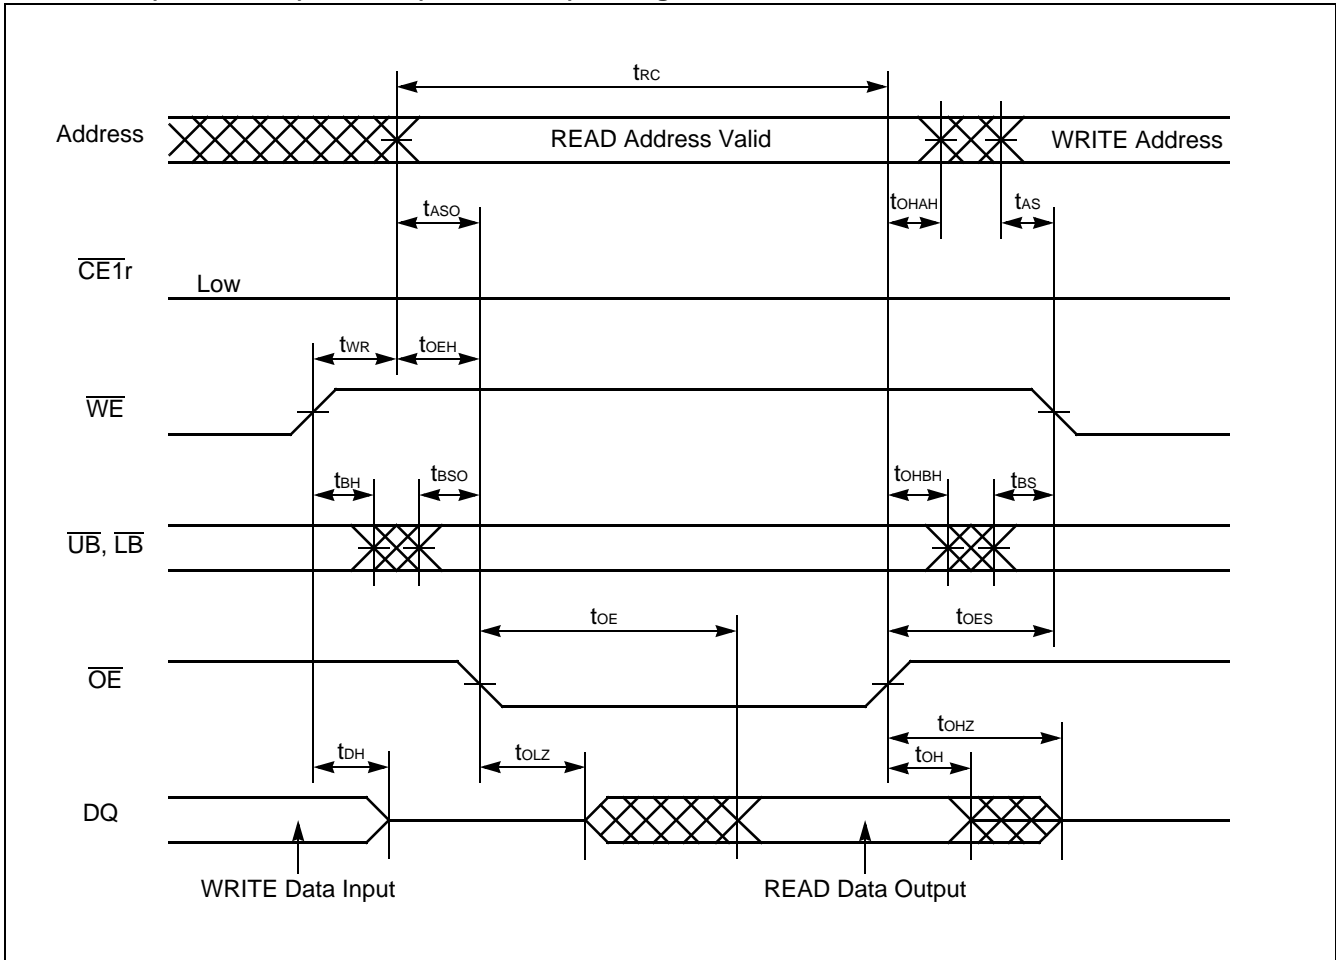 tRC
Address
READ Address Valid
WRITE Address
tASO
tOHAH
tAS
CE1r
Low
tWR
tOEH
WE
tBH
tBSO
tOHBH
tBS
UB, LB
tOE
tOES
OE
tOHZ
tDH
tOLZ
tOH
DQ
WRITE Data Input
READ Data Output